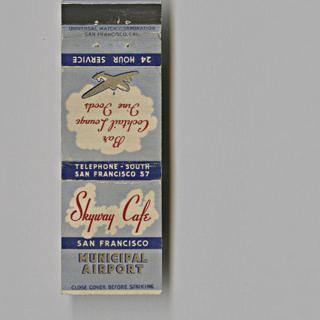 UNIVERSAL MATCH CORPORATION
SAN FRANCISCO, CAL.
24 HOUR SERVICE
Bar
Cocktail Lounge
Fine Foods
TELEPHONE - SOUTH
SAN FRANCISCO 57
Skyway Cafe
SAN FRANCISCO
MUNICIPAL
AIRPORT
CLOSE COVER BEFORE STRIKING